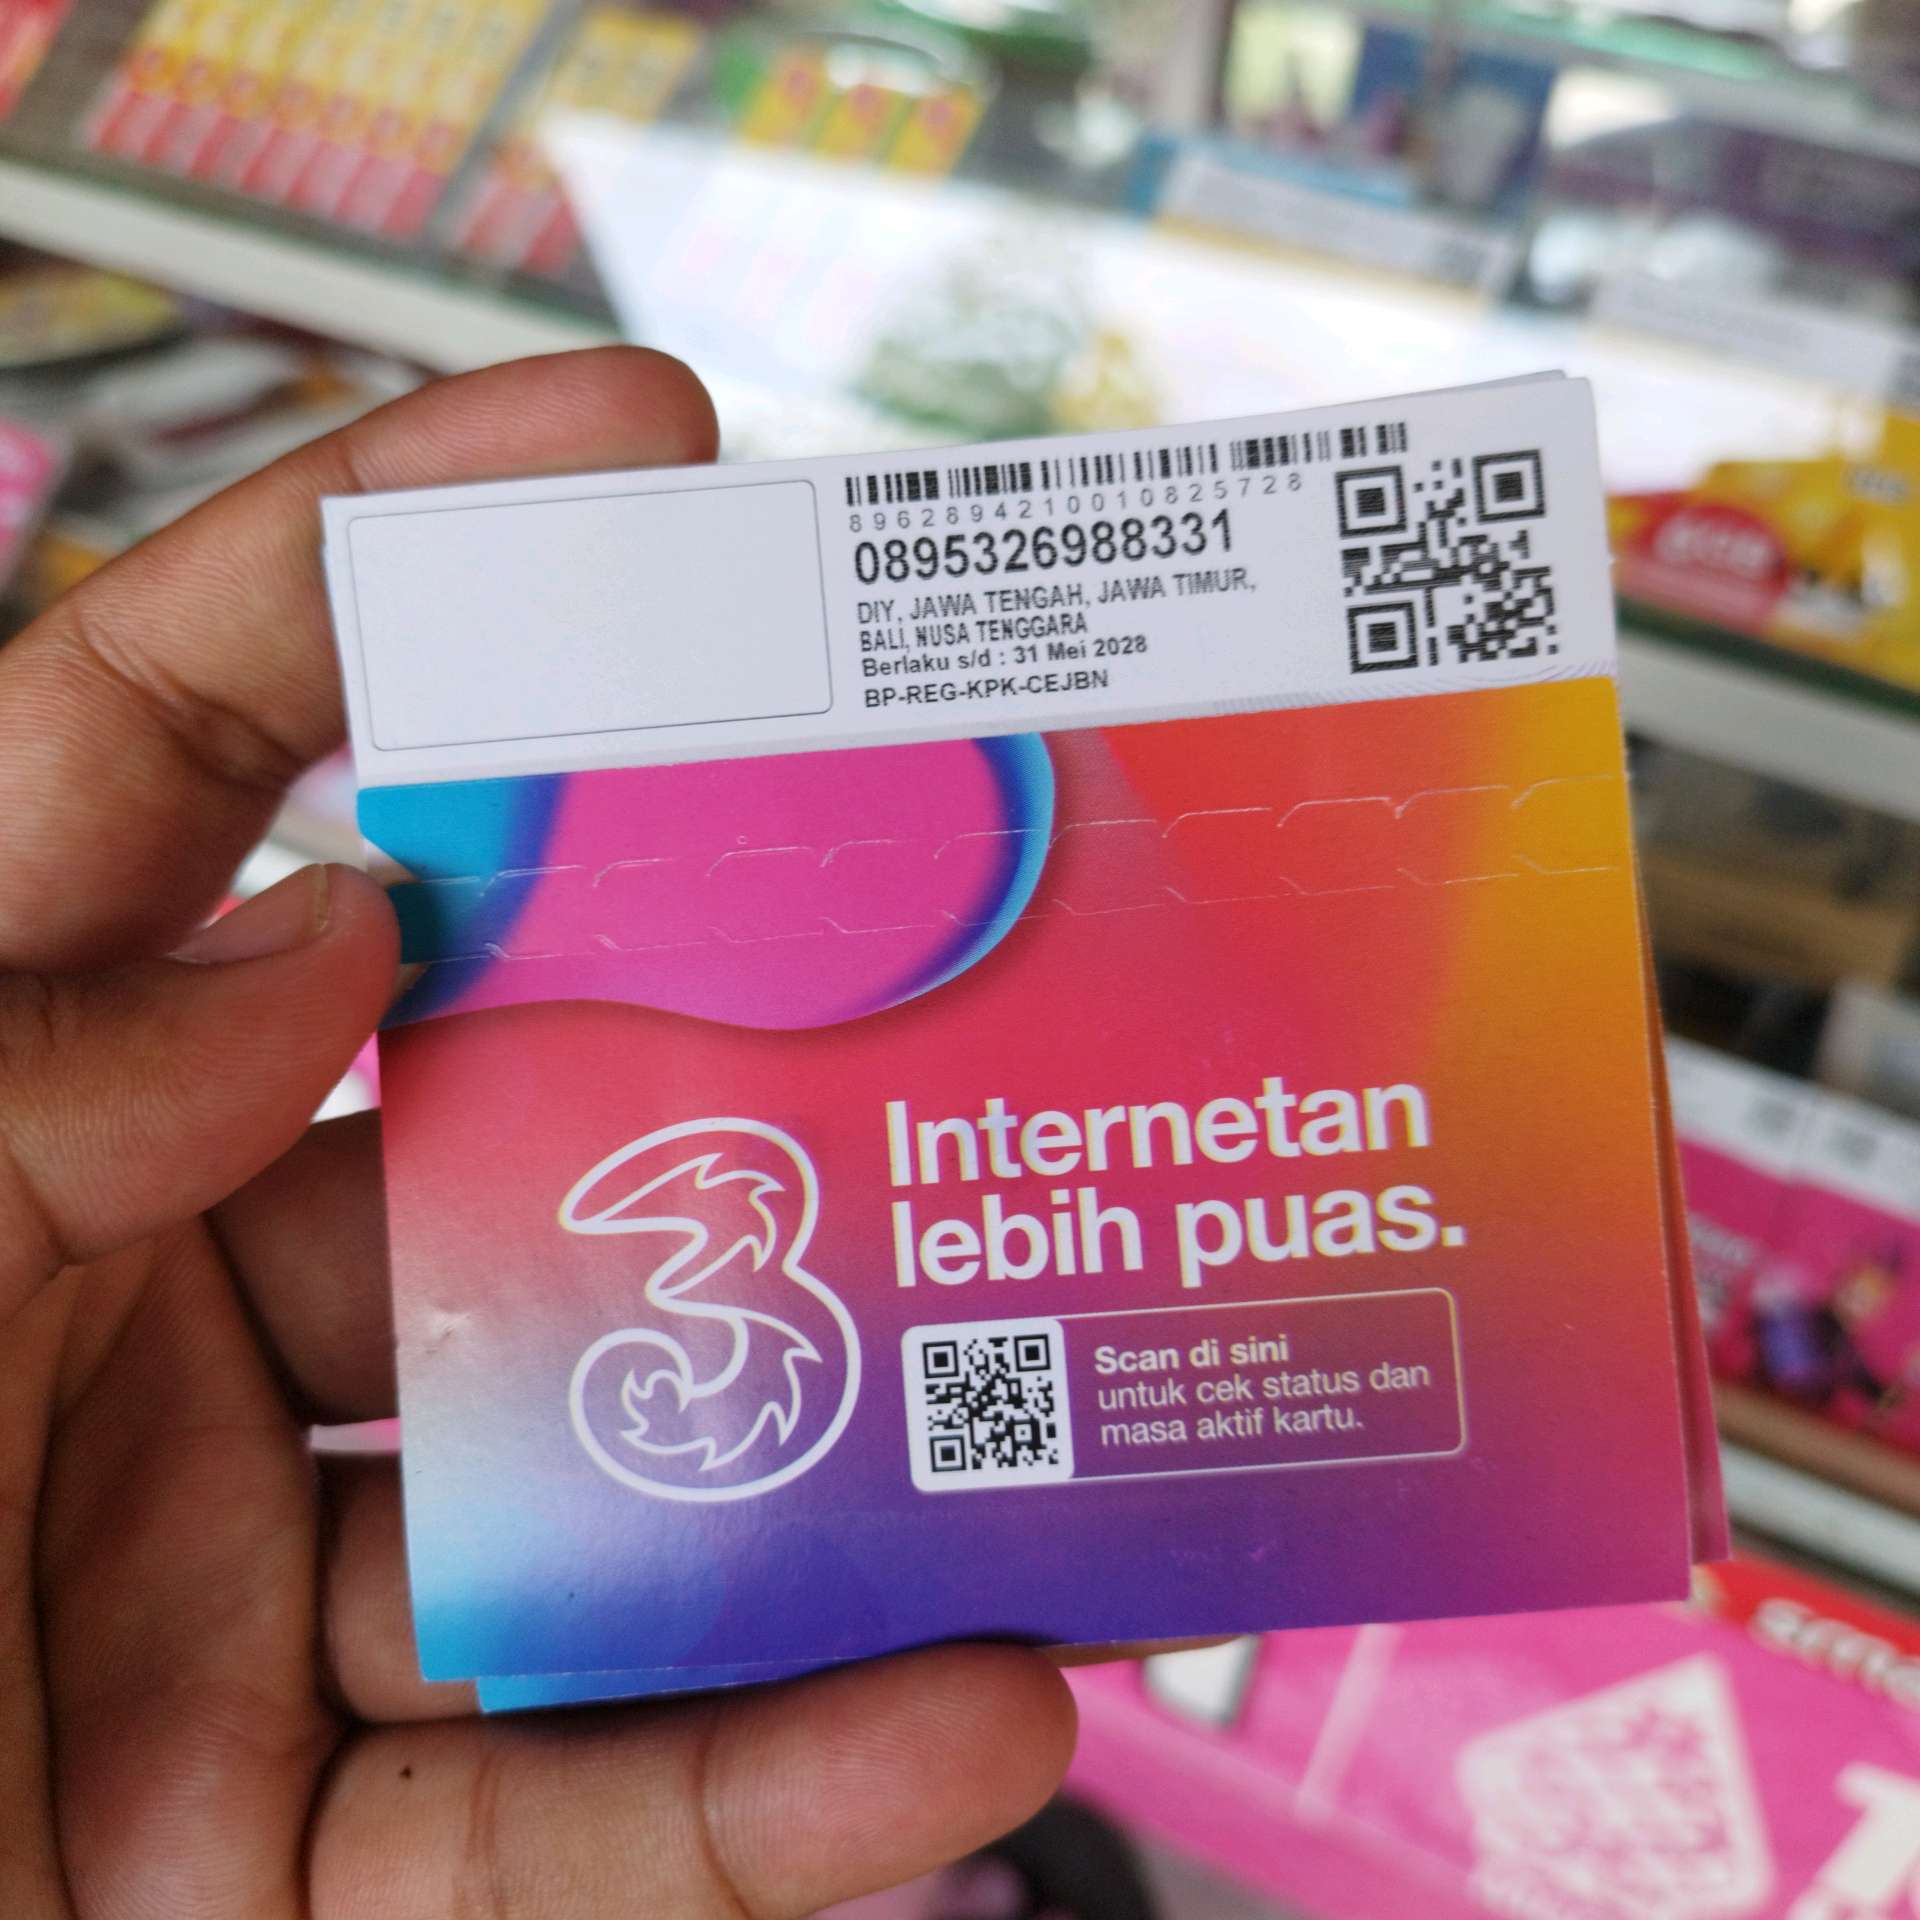 8962894210010825728
0895326988331
DIY, JAWA TENGAH, JAWA TIMUR,
BALI, NUSA TENGGARA
Berlaku s/d : 31 Mei 2028
BP-REG-KPK-CEJBN
3
Internetan
lebih puas.
Scan di sini
untuk cek status dan
masa aktif kartu.